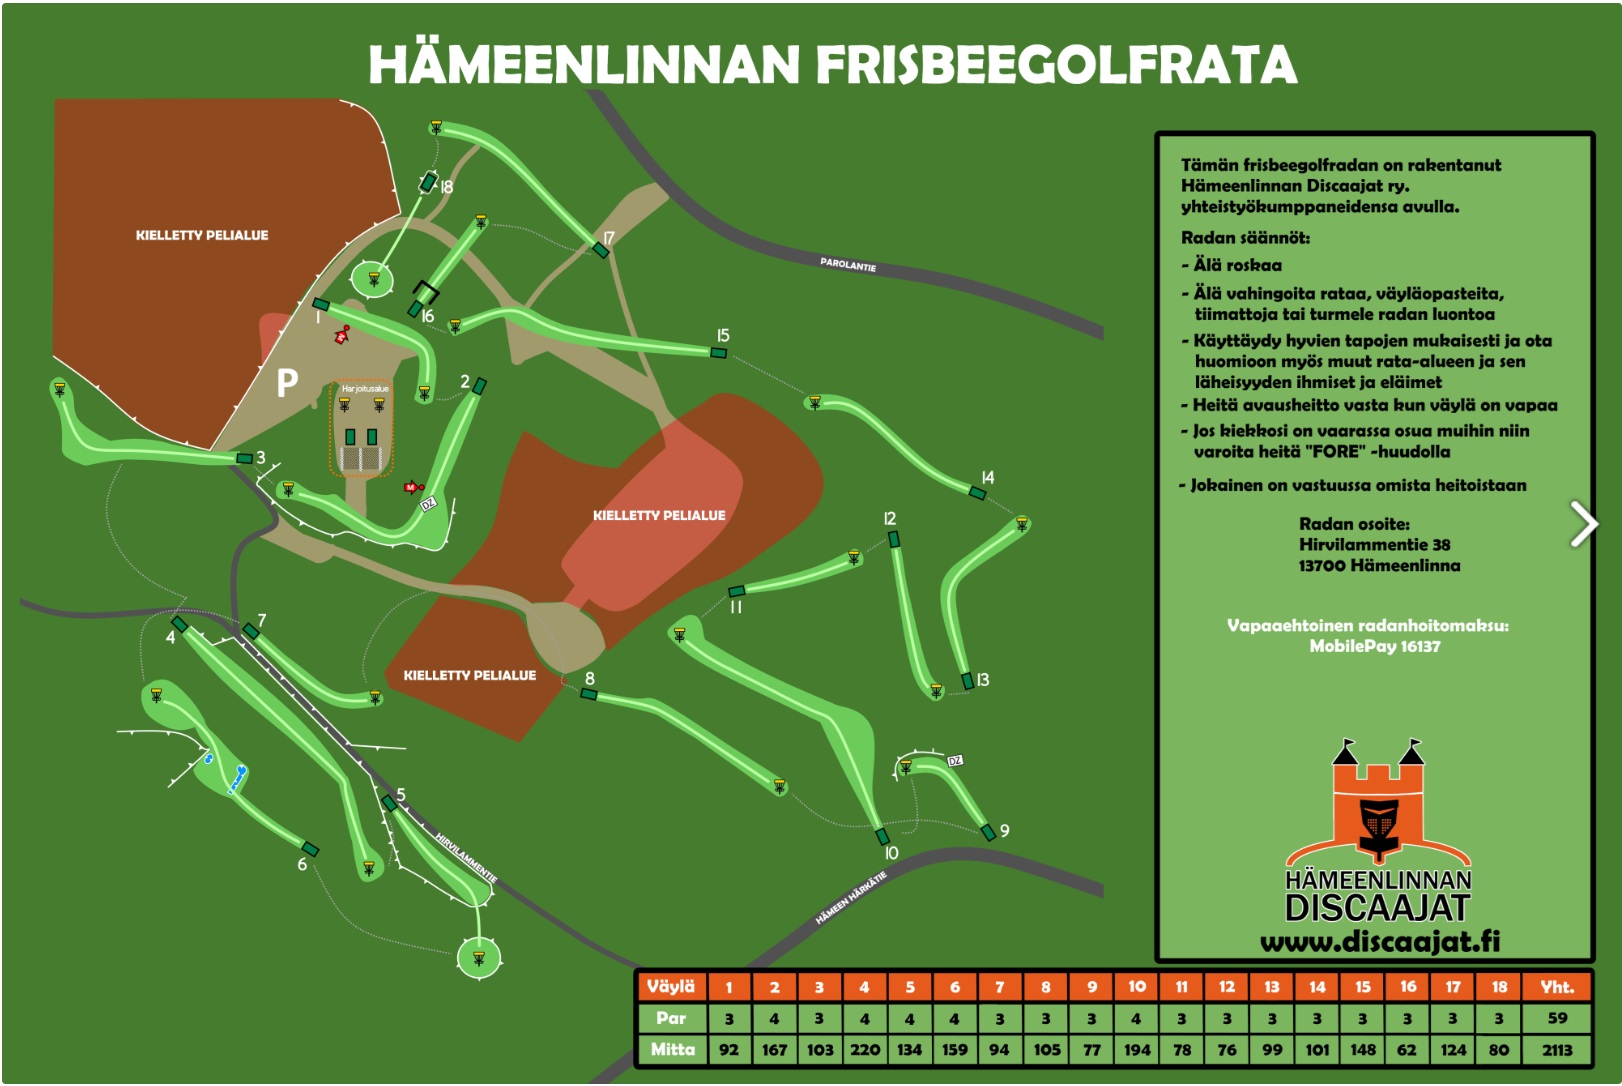 HÄMEENLINNAN FRISBEEGOLFRATA
KIELLETTY PELIALUE
18
17
PAROLANTIE
1
16
15
P
2
Harjoitusalue
3
14
M
DZ
KIELLETTY PELIALUE
12
11
4
7
KIELLETTY PELIALUE
8
13
5
DZ
6
HIRVILAMMENTIE
9
10
HÄMEEN HÄRKÄTIE
Tämän frisbeegolfradan on rakentanut
Hämeenlinnan Discaajat ry.
yhteistyökumppaneidensa avulla.
Radan säännöt:
- Älä roskaa
- Älä vahingoita rataa, väyläopasteita,
tiimattoja tai turmele radan luontoa
- Käyttäydy hyvien tapojen mukaisesti ja ota
huomioon myös muut rata-alueen ja sen
läheisyyden ihmiset ja eläimet
- Heitä avausheitto vasta kun väylä on vapaa
- Jos kiekkosi on vaarassa osua muihin niin
varoita heitä "FORE" -huudolla
- Jokainen on vastuussa omista heitoistaan
Radan osoite:
Hirvilammentie 38
13700 Hämeenlinna
Vapaaehtoinen radanhoitomaksu:
MobilePay 16137
HÄMEENLINNAN
DISCAAJAT
www.discaajat.fi
Väylä 1 2 3 4 5 6 7 8 9 10 11 12 13 14 15 16 17 18 Yht.
Par 3 4 3 4 4 4 3 3 3 4 3 3 3 3 3 3 3 3 59
Mitta 92 167 103 220 134 159 94 105 77 194 78 76 99 101 148 62 124 80 2113